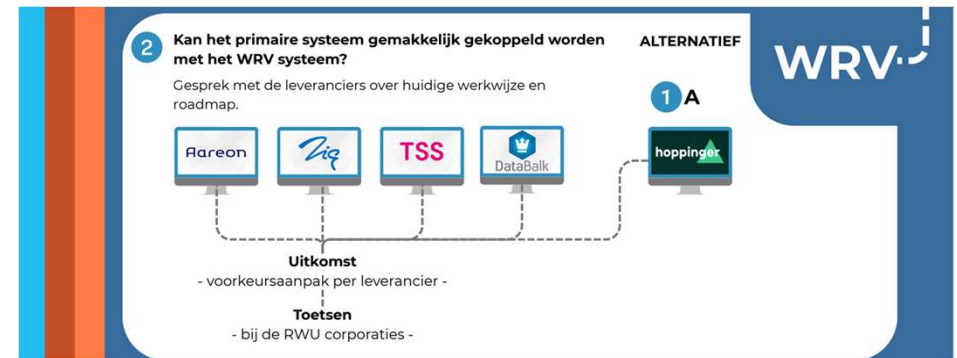 2
Kan het primaire systeem gemakkelijk gekoppeld worden
met het WRV systeem?
Gesprek met de leveranciers over huidige werkwijze en
roadmap.
ALTERNATIEF
WRV
1 A
Aareon
Zig
TSS
DataBalk
hoppinger
Uitkomst
- voorkeursaanpak per leverancier -
Toetsen
- bij de RWU corporaties -